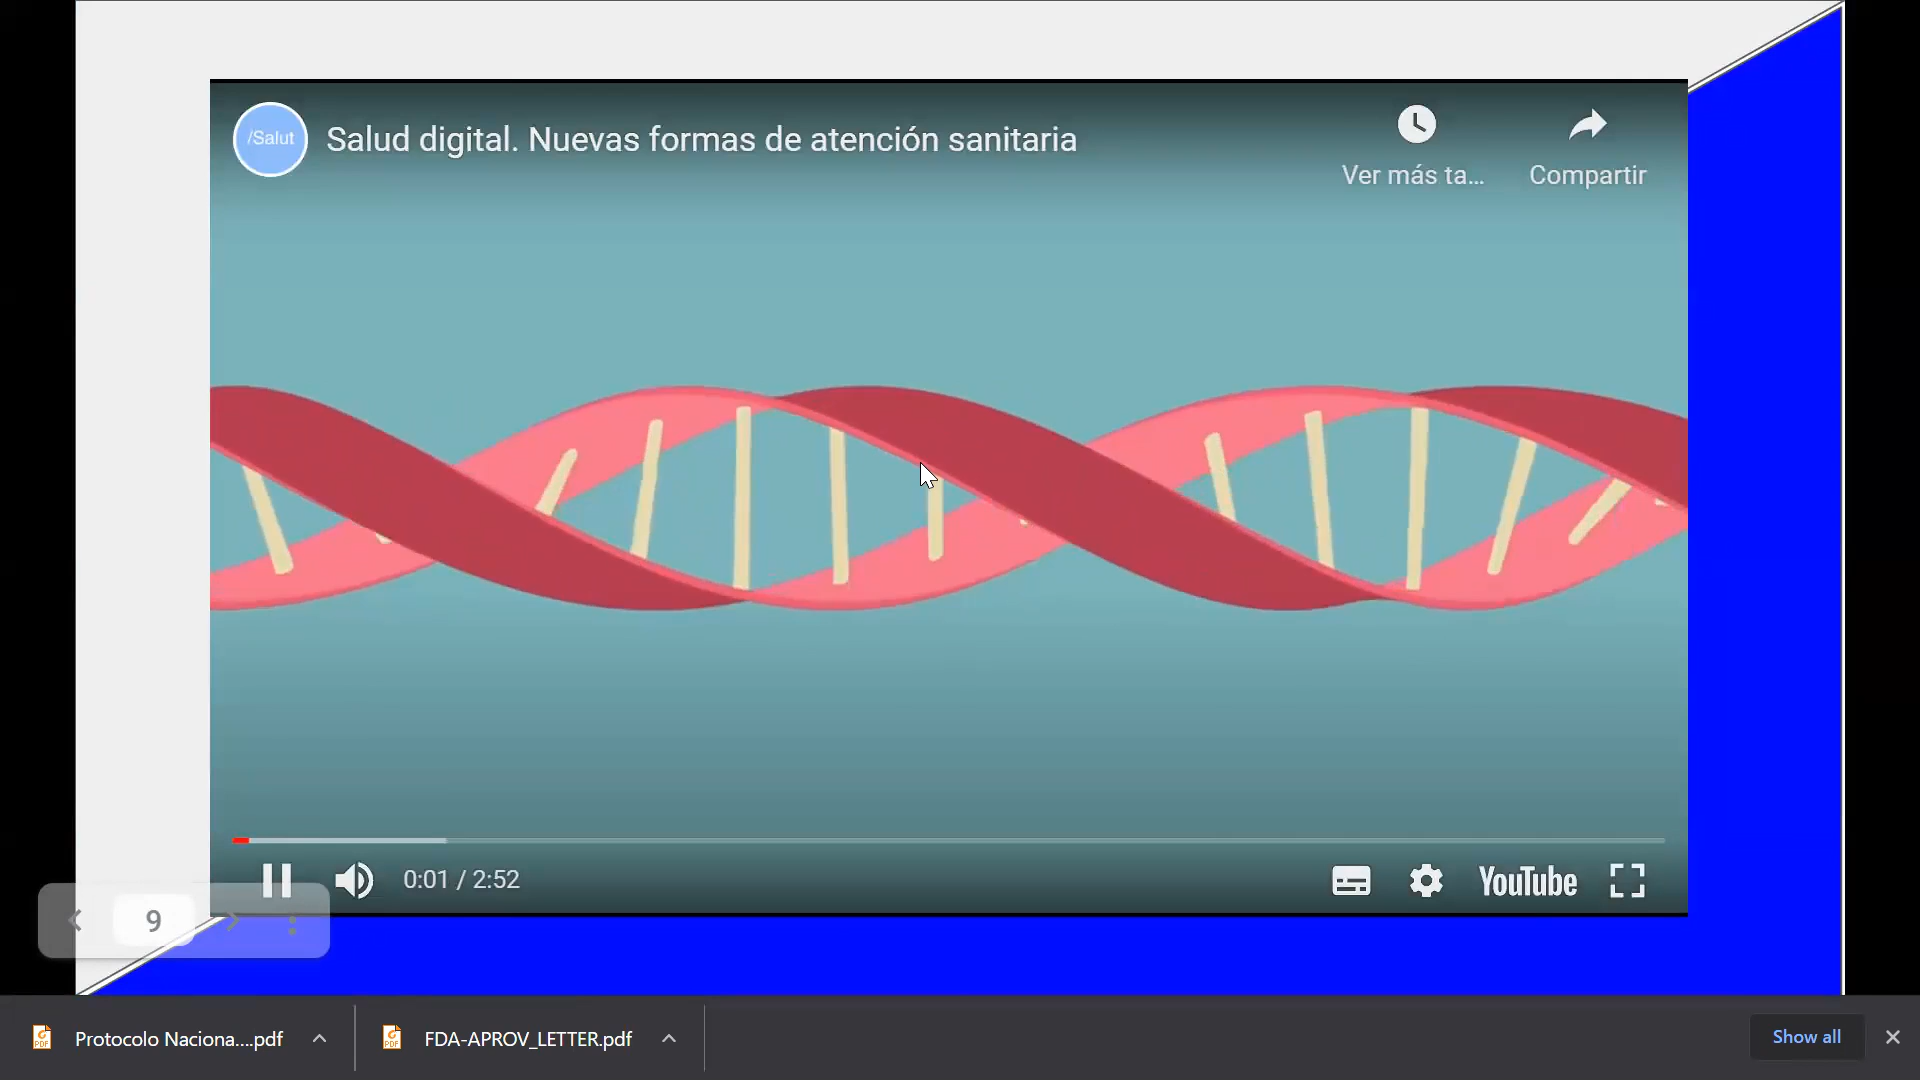 /Salut
Salud digital. Nuevas formas de atención sanitaria
Ver más ta...
Compartir
0:01 / 2:52
YouTube
9
Protocolo Naciona....pdf
FDA-APROV_LETTER.pdf
Show all